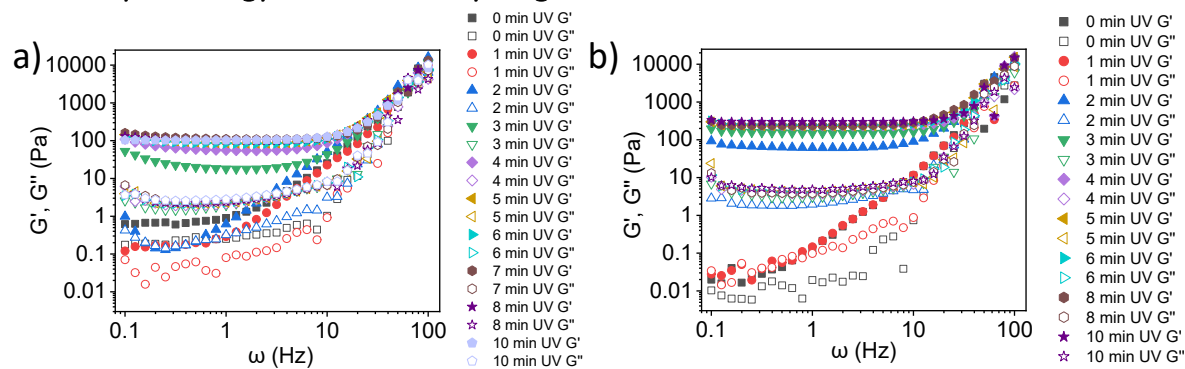 a)
G', G" (Pa)
10000
1000
100
10
1
0.1
0.01
0.1
1
10
100
ω (Hz)
0 min UV G'
0 min UV G"
1 min UV G'
1 min UV G"
2 min UV G'
2 min UV G"
3 min UV G'
3 min UV G"
4 min UV G'
4 min UV G"
5 min UV G'
5 min UV G"
6 min UV G'
6 min UV G"
7 min UV G'
7 min UV G"
8 min UV G'
8 min UV G"
10 min UV G'
10 min UV G"
b)
G', G" (Pa)
10000
1000
100
10
1
0.1
0.01
0.1
1
10
100
ω (Hz)
0 min UV G'
0 min UV G"
1 min UV G'
1 min UV G"
2 min UV G'
2 min UV G"
3 min UV G'
3 min UV G"
4 min UV G'
4 min UV G"
5 min UV G'
5 min UV G"
6 min UV G'
6 min UV G"
8 min UV G'
8 min UV G"
10 min UV G'
10 min UV G"